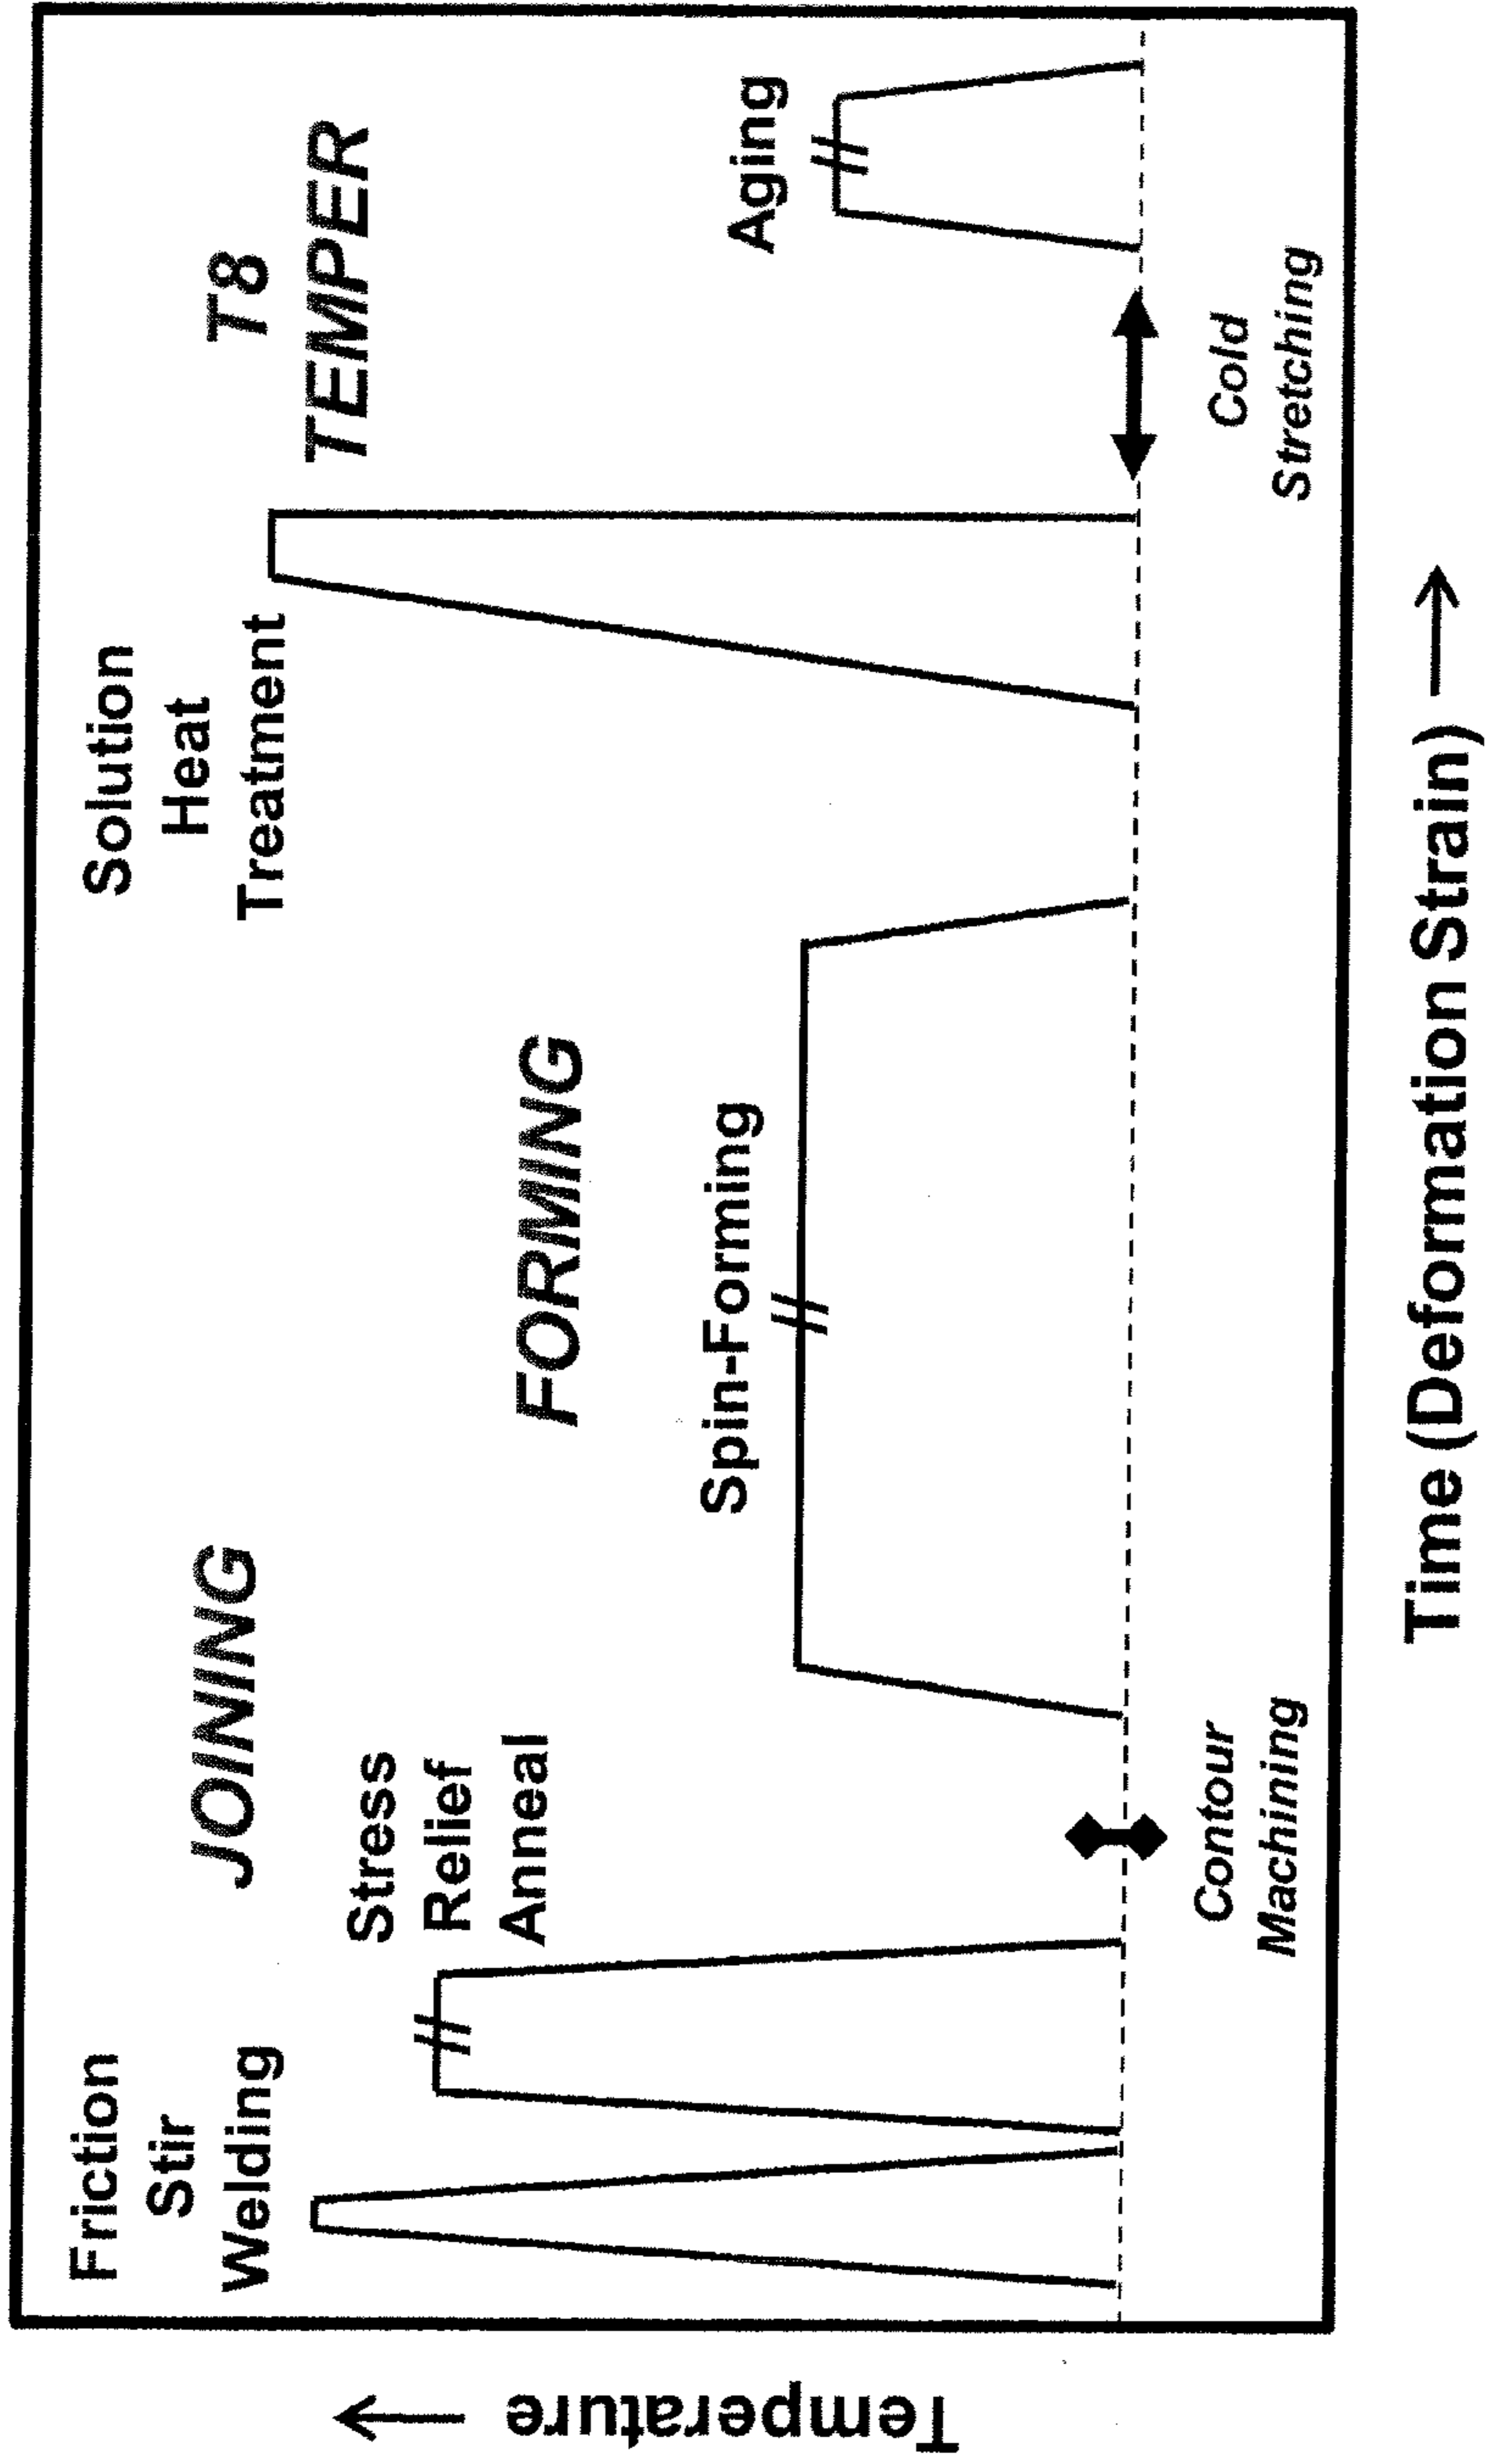 Friction
Stir
Welding
JOINING
Stress
Relief
Anneal
Contour
Machining
FORMING
Spin-Forming
Solution
Heat
Treatment
T8
TEMPER
Cold
Stretching
Aging
Temperature
Time (Deformation Strain)